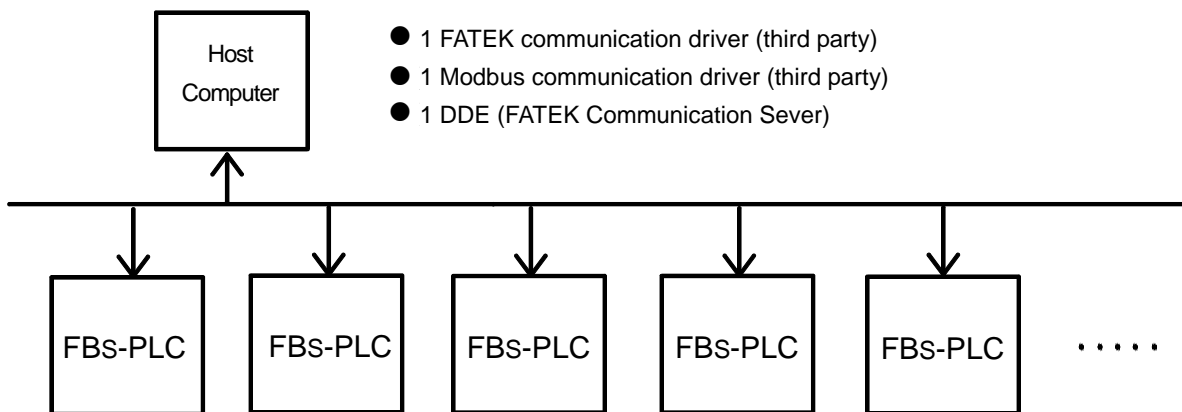 Host
Computer
● 1 FATEK communication driver (third party)
● 1 Modbus communication driver (third party)
● 1 DDE (FATEK Communication Sever)
FBs-PLC
FBs-PLC
FBs-PLC
FBs-PLC
FBs-PLC
·····